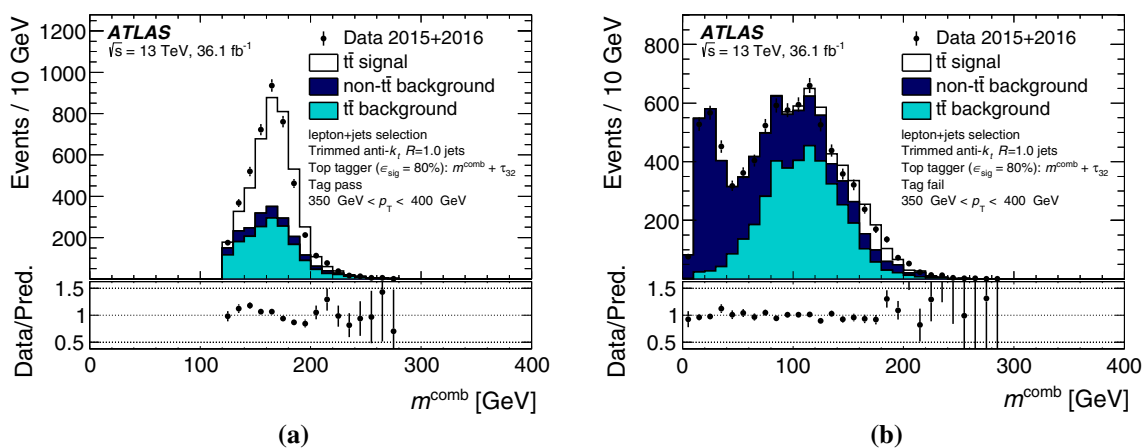 ATLAS
√s = 13 TeV, 36.1 fb⁻¹
Data 2015+2016
tt̄ signal
non-tt̄ background
tt̄ background
lepton+jets selection
Trimmed anti-kₜ R=1.0 jets
Top tagger (ϵsig = 80%): mcomb + τ32
Tag pass
350 GeV < pT < 400 GeV
Events / 10 GeV
1200
1000
800
600
400
200
Data/Pred.
1.5
1
0.5
0 100 200 300 400
mcomb [GeV]
(a)
ATLAS
√s = 13 TeV, 36.1 fb⁻¹
Data 2015+2016
tt̄ signal
non-tt̄ background
tt̄ background
lepton+jets selection
Trimmed anti-kₜ R=1.0 jets
Top tagger (ϵsig = 80%): mcomb + τ32
Tag fail
350 GeV < pT < 400 GeV
Events / 10 GeV
800
600
400
200
Data/Pred.
1.5
1
0.5
0 100 200 300 400
mcomb [GeV]
(b)